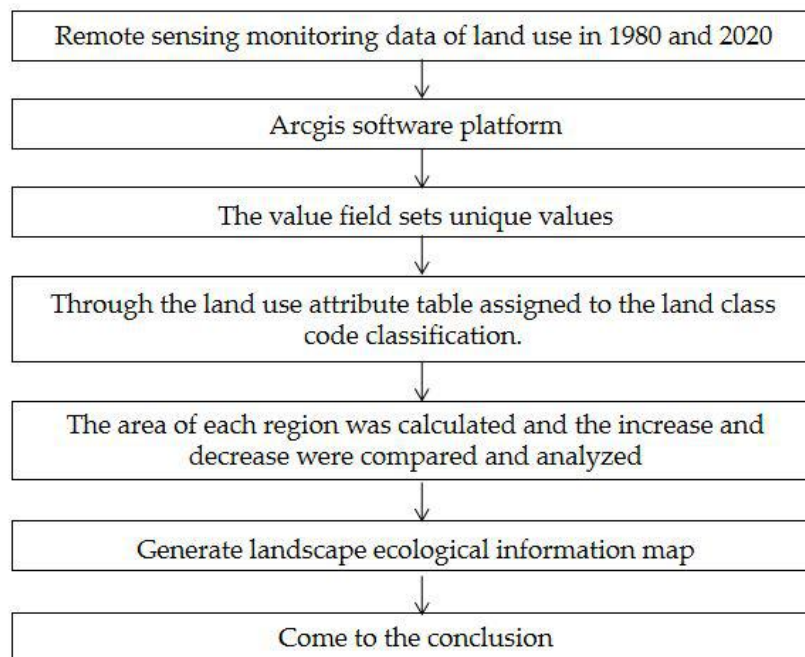 Remote sensing monitoring data of land use in 1980 and 2020
Arcgis software platform
The value field sets unique values
Through the land use attribute table assigned to the land class
code classification.
The area of each region was calculated and the increase and
decrease were compared and analyzed
Generate landscape ecological information map
Come to the conclusion